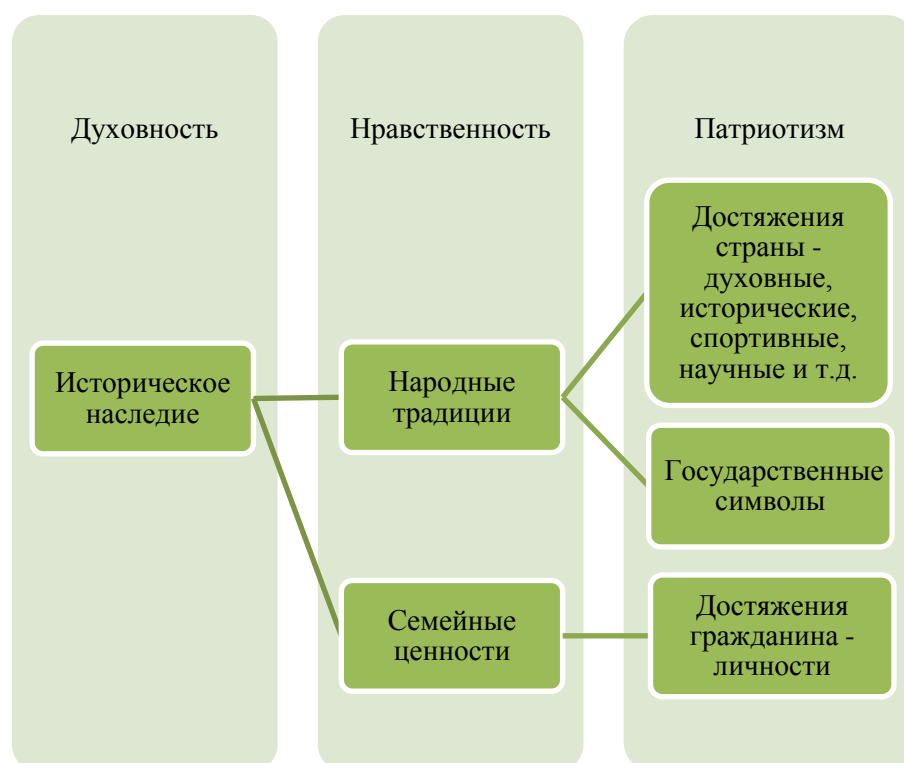 Духовность
Историческое
наследие
Нравственность
Народные
традиции
Семейные
ценности
Патриотизм
Достяжения
страны -
духовные,
исторические,
спортивные,
научные и т.д.
Государственные
символы
Достяжения
гражданина -
личности